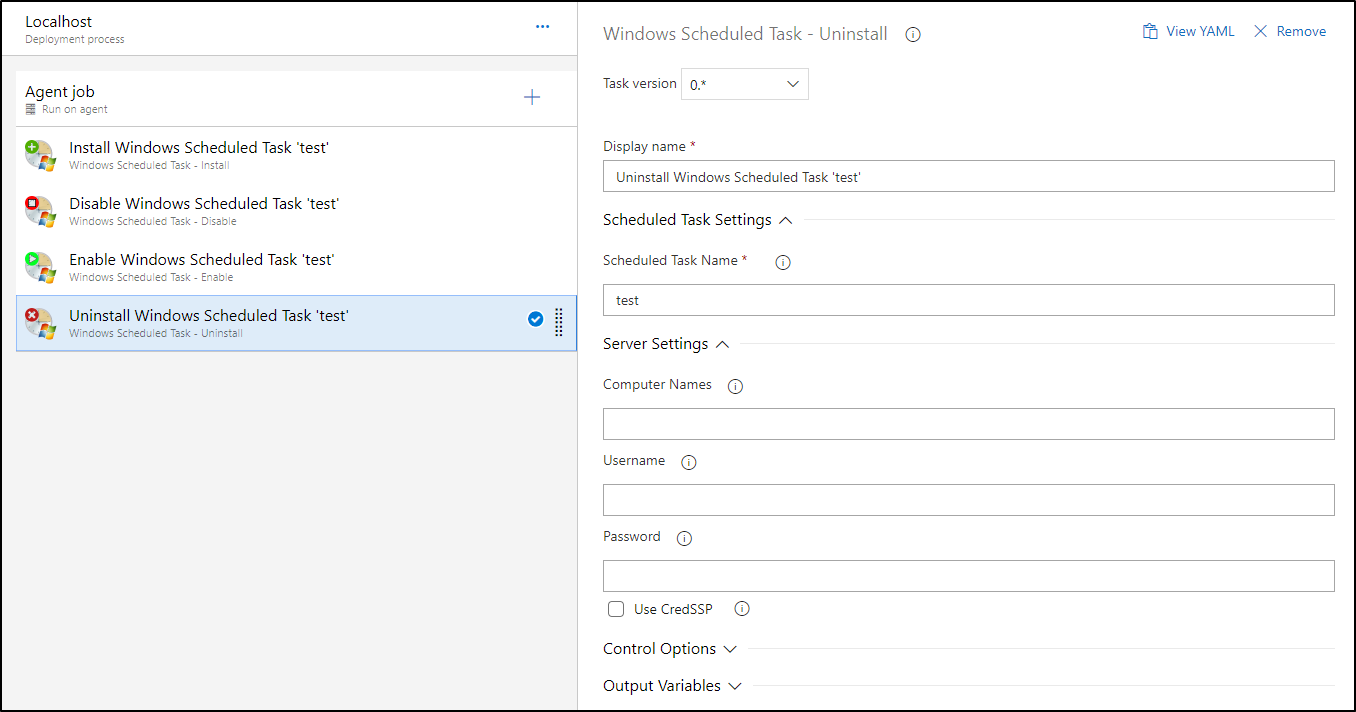 Localhost
Deployment process
Agent job
Run on agent
Install Windows Scheduled Task 'test'
Windows Scheduled Task - Install
Disable Windows Scheduled Task 'test'
Windows Scheduled Task - Disable
Enable Windows Scheduled Task 'test'
Windows Scheduled Task - Enable
Uninstall Windows Scheduled Task 'test'
Windows Scheduled Task - Uninstall
Windows Scheduled Task - Uninstall
View YAML
Remove
Task version 0.*
Display name *
Uninstall Windows Scheduled Task 'test'
Scheduled Task Settings
Scheduled Task Name *
test
Server Settings
Computer Names
Username
Password
Use CredSSP
Control Options
Output Variables